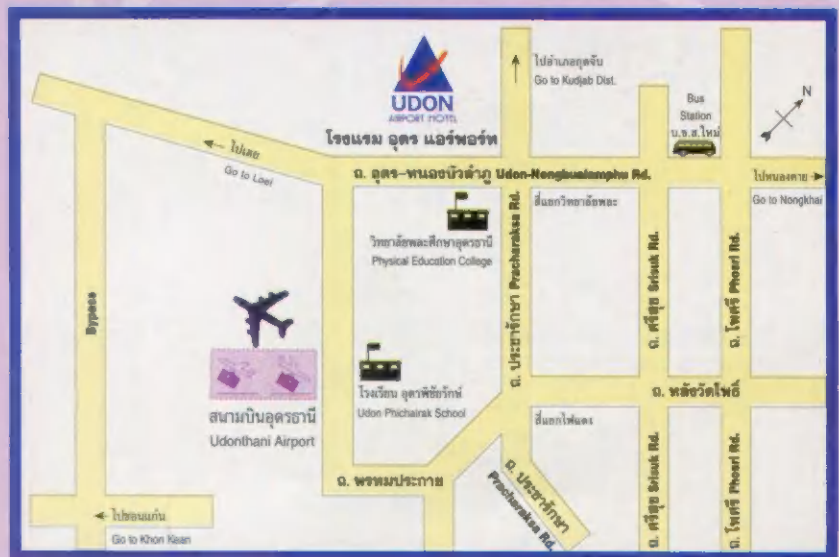 UDON
AIRPORT HOTEL
โรงแรม อุดร แอร์พอร์ท
ไปอำเภอกุดจับ
Go to Kudjab Dist.
Bus
Station
บ.ข.ส.ใหม่
N
ไปเลย
Go to Loei
ถ. อุดร-หนองบัวลำภู Udon-Nongbualamphu Rd.
ไปหนองคาย
Go to Nongkhai
สี่แยกวิทยาลัยพละ
วิทยาลัยพละศึกษาอุดรธานี
Physical Education College
ถ. ประชารักษา Pracharaksa Rd.
ถ. ศรีสุข Srisuk Rd.
ถ. โพศรี Phosri Rd.
Bypass
สนามบินอุดรธานี
Udonthani Airport
โรงเรียน อุดรพิชัยรักษ์
Udon Phichairak School
ถ. หลังวัดโพธิ์
สี่แยกไฟแดง
ถ. พรหมประกาย
ถ. ประชารักษา
Pracharaksa Rd.
ถ. ศรีสุข Srisuk Rd.
ถ. โพศรี Phosri Rd.
ไปขอนแก่น
Go to Khon Kean